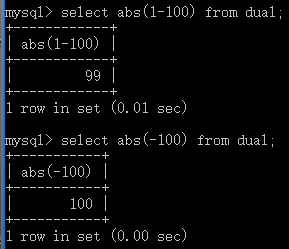 mysql> select abs(1-100) from dual;
+------------+
| abs(1-100) |
+------------+
|         99 |
+------------+
1 row in set (0.01 sec)
mysql> select abs(-100) from dual;
+-----------+
| abs(-100) |
+-----------+
|       100 |
+-----------+
1 row in set (0.00 sec)